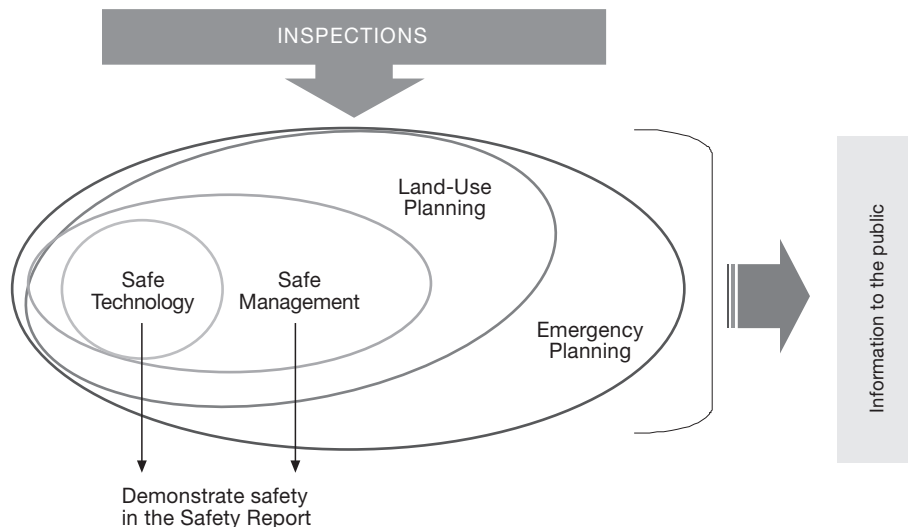 INSPECTIONS
Land-Use
Planning
Safe
Technology
Safe
Management
Emergency
Planning
Information to the public
Demonstrate safety
in the Safety Report